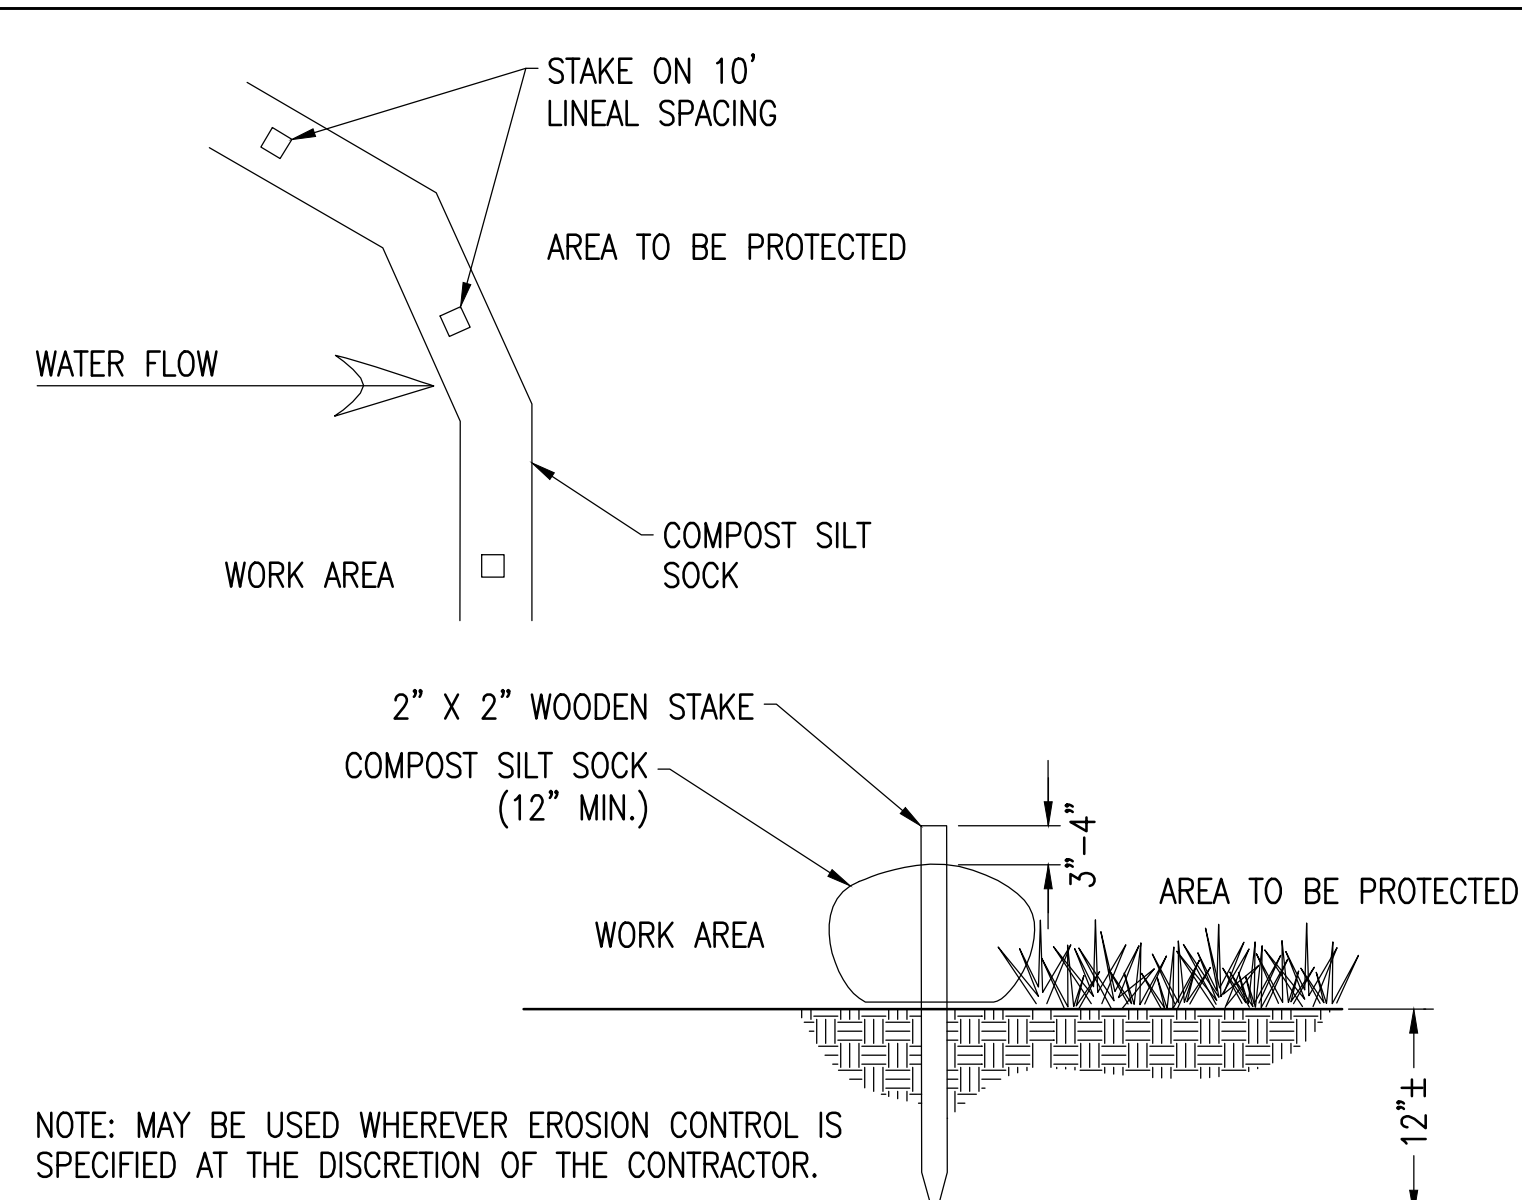 STAKE ON 10'
LINEAL SPACING
AREA TO BE PROTECTED
WATER FLOW
COMPOST SILT
SOCK
WORK AREA
2" X 2" WOODEN STAKE
COMPOST SILT SOCK
(12" MIN.)
3"-4"
AREA TO BE PROTECTED
WORK AREA
12"±
NOTE: MAY BE USED WHEREVER EROSION CONTROL IS
SPECIFIED AT THE DISCRETION OF THE CONTRACTOR.